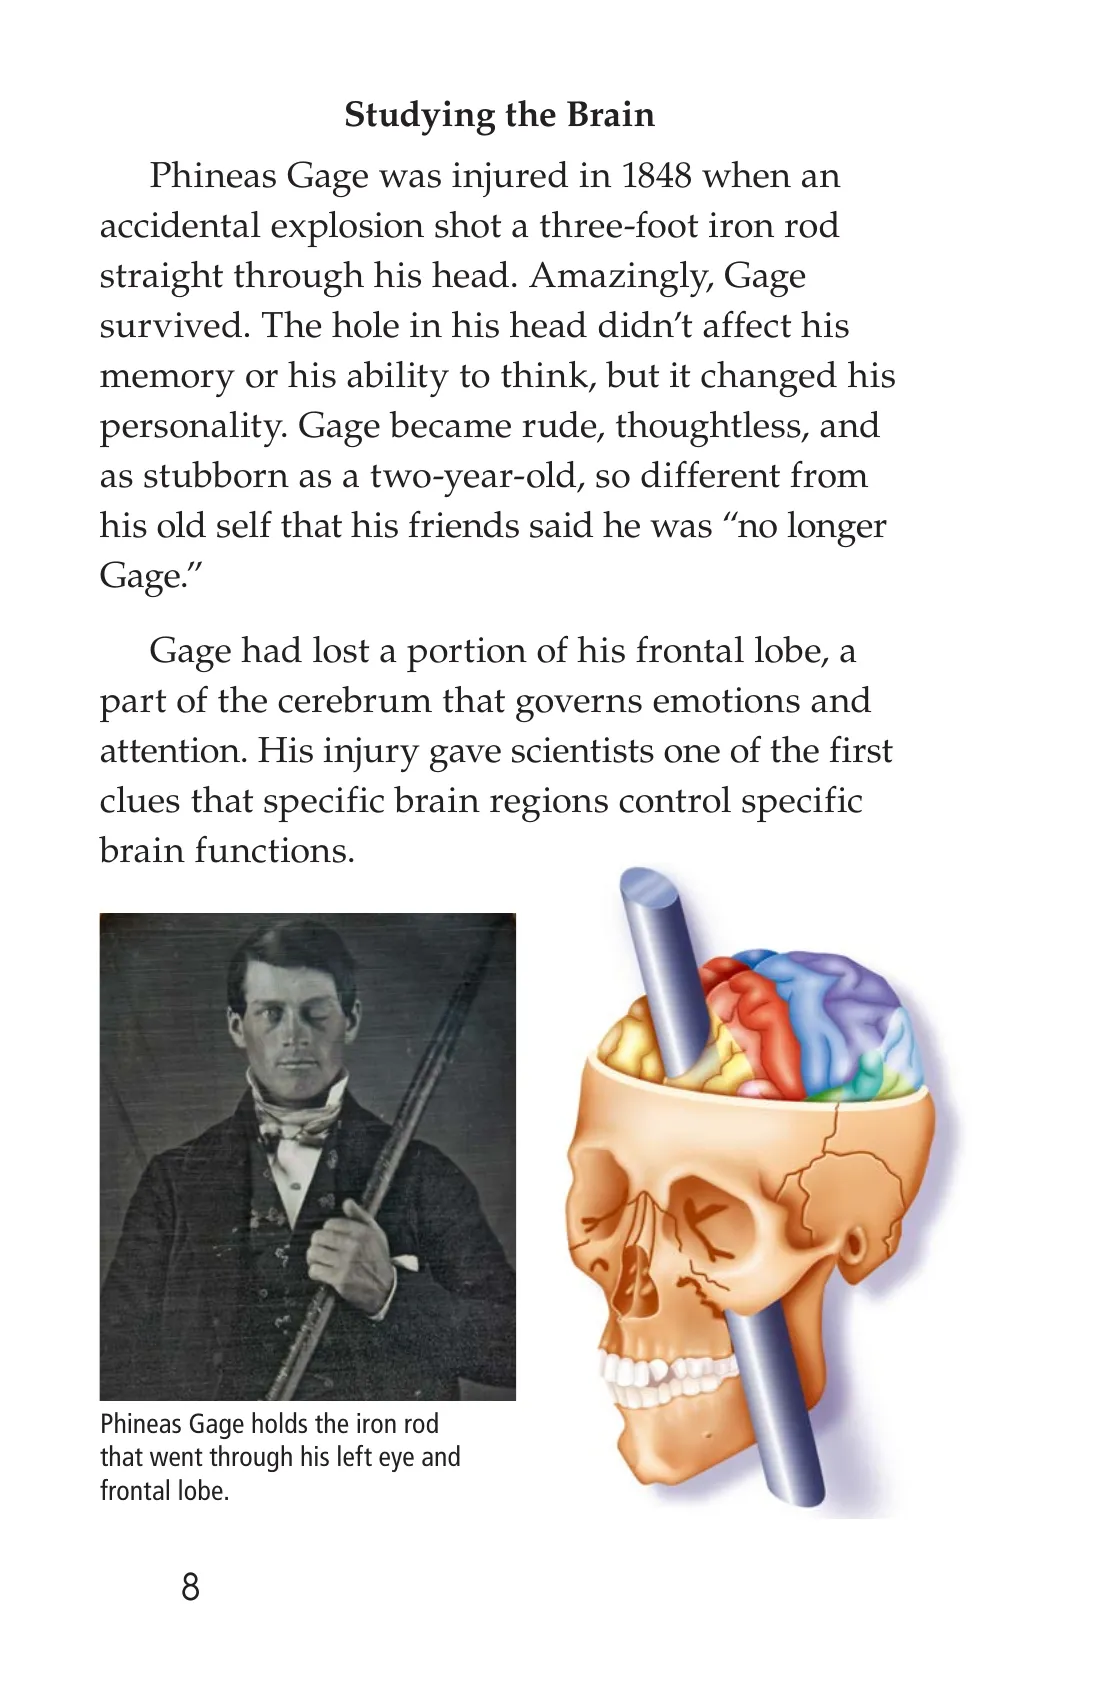 Studying the Brain
Phineas Gage was injured in 1848 when an
accidental explosion shot a three-foot iron rod
straight through his head. Amazingly, Gage
survived. The hole in his head didn’t affect his
memory or his ability to think, but it changed his
personality. Gage became rude, thoughtless, and
as stubborn as a two-year-old, so different from
his old self that his friends said he was “no longer
Gage.”
Gage had lost a portion of his frontal lobe, a
part of the cerebrum that governs emotions and
attention. His injury gave scientists one of the first
clues that specific brain regions control specific
brain functions.
Phineas Gage holds the iron rod
that went through his left eye and
frontal lobe.
8